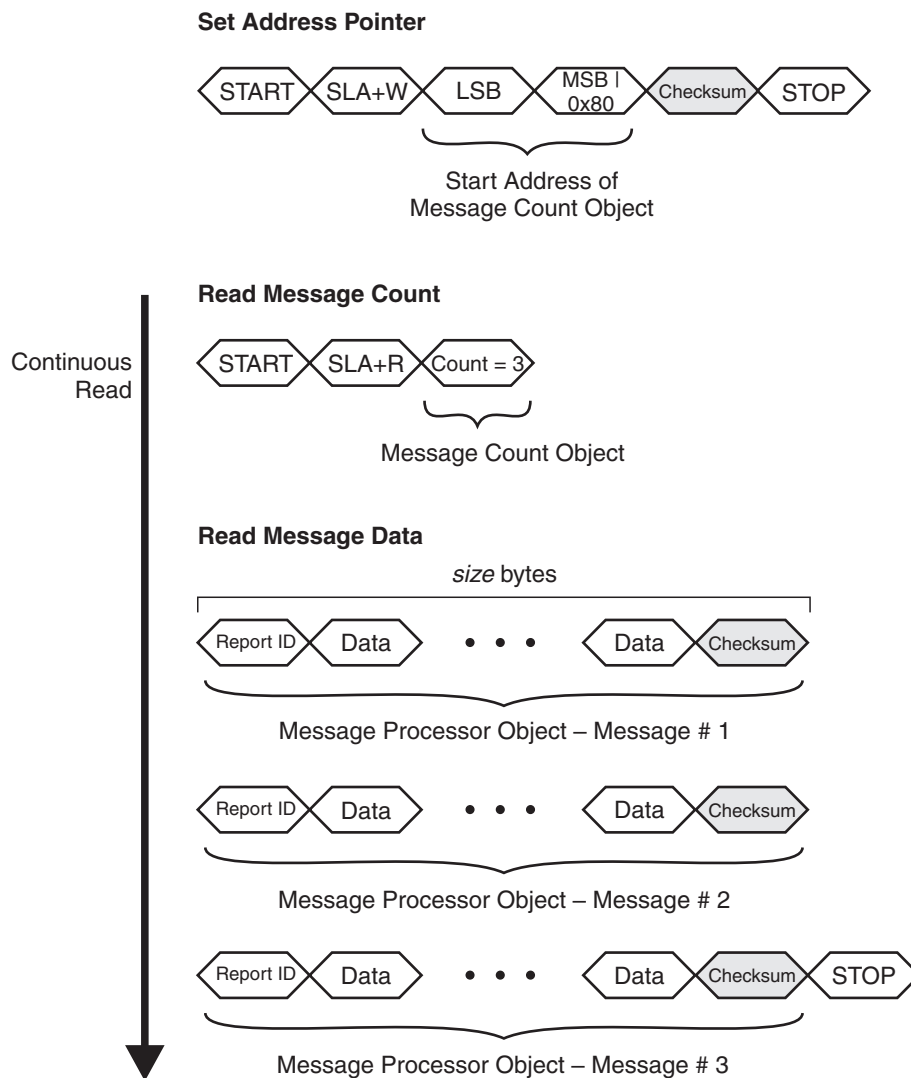 Set Address Pointer
START SLA+W LSB MSB | 0x80 Checksum STOP
Start Address of
Message Count Object
Read Message Count
Continuous
Read
START SLA+R Count = 3
Message Count Object
Read Message Data
size bytes
Report ID Data • • • Data Checksum
Message Processor Object – Message # 1
Report ID Data • • • Data Checksum
Message Processor Object – Message # 2
Report ID Data • • • Data Checksum STOP
Message Processor Object – Message # 3